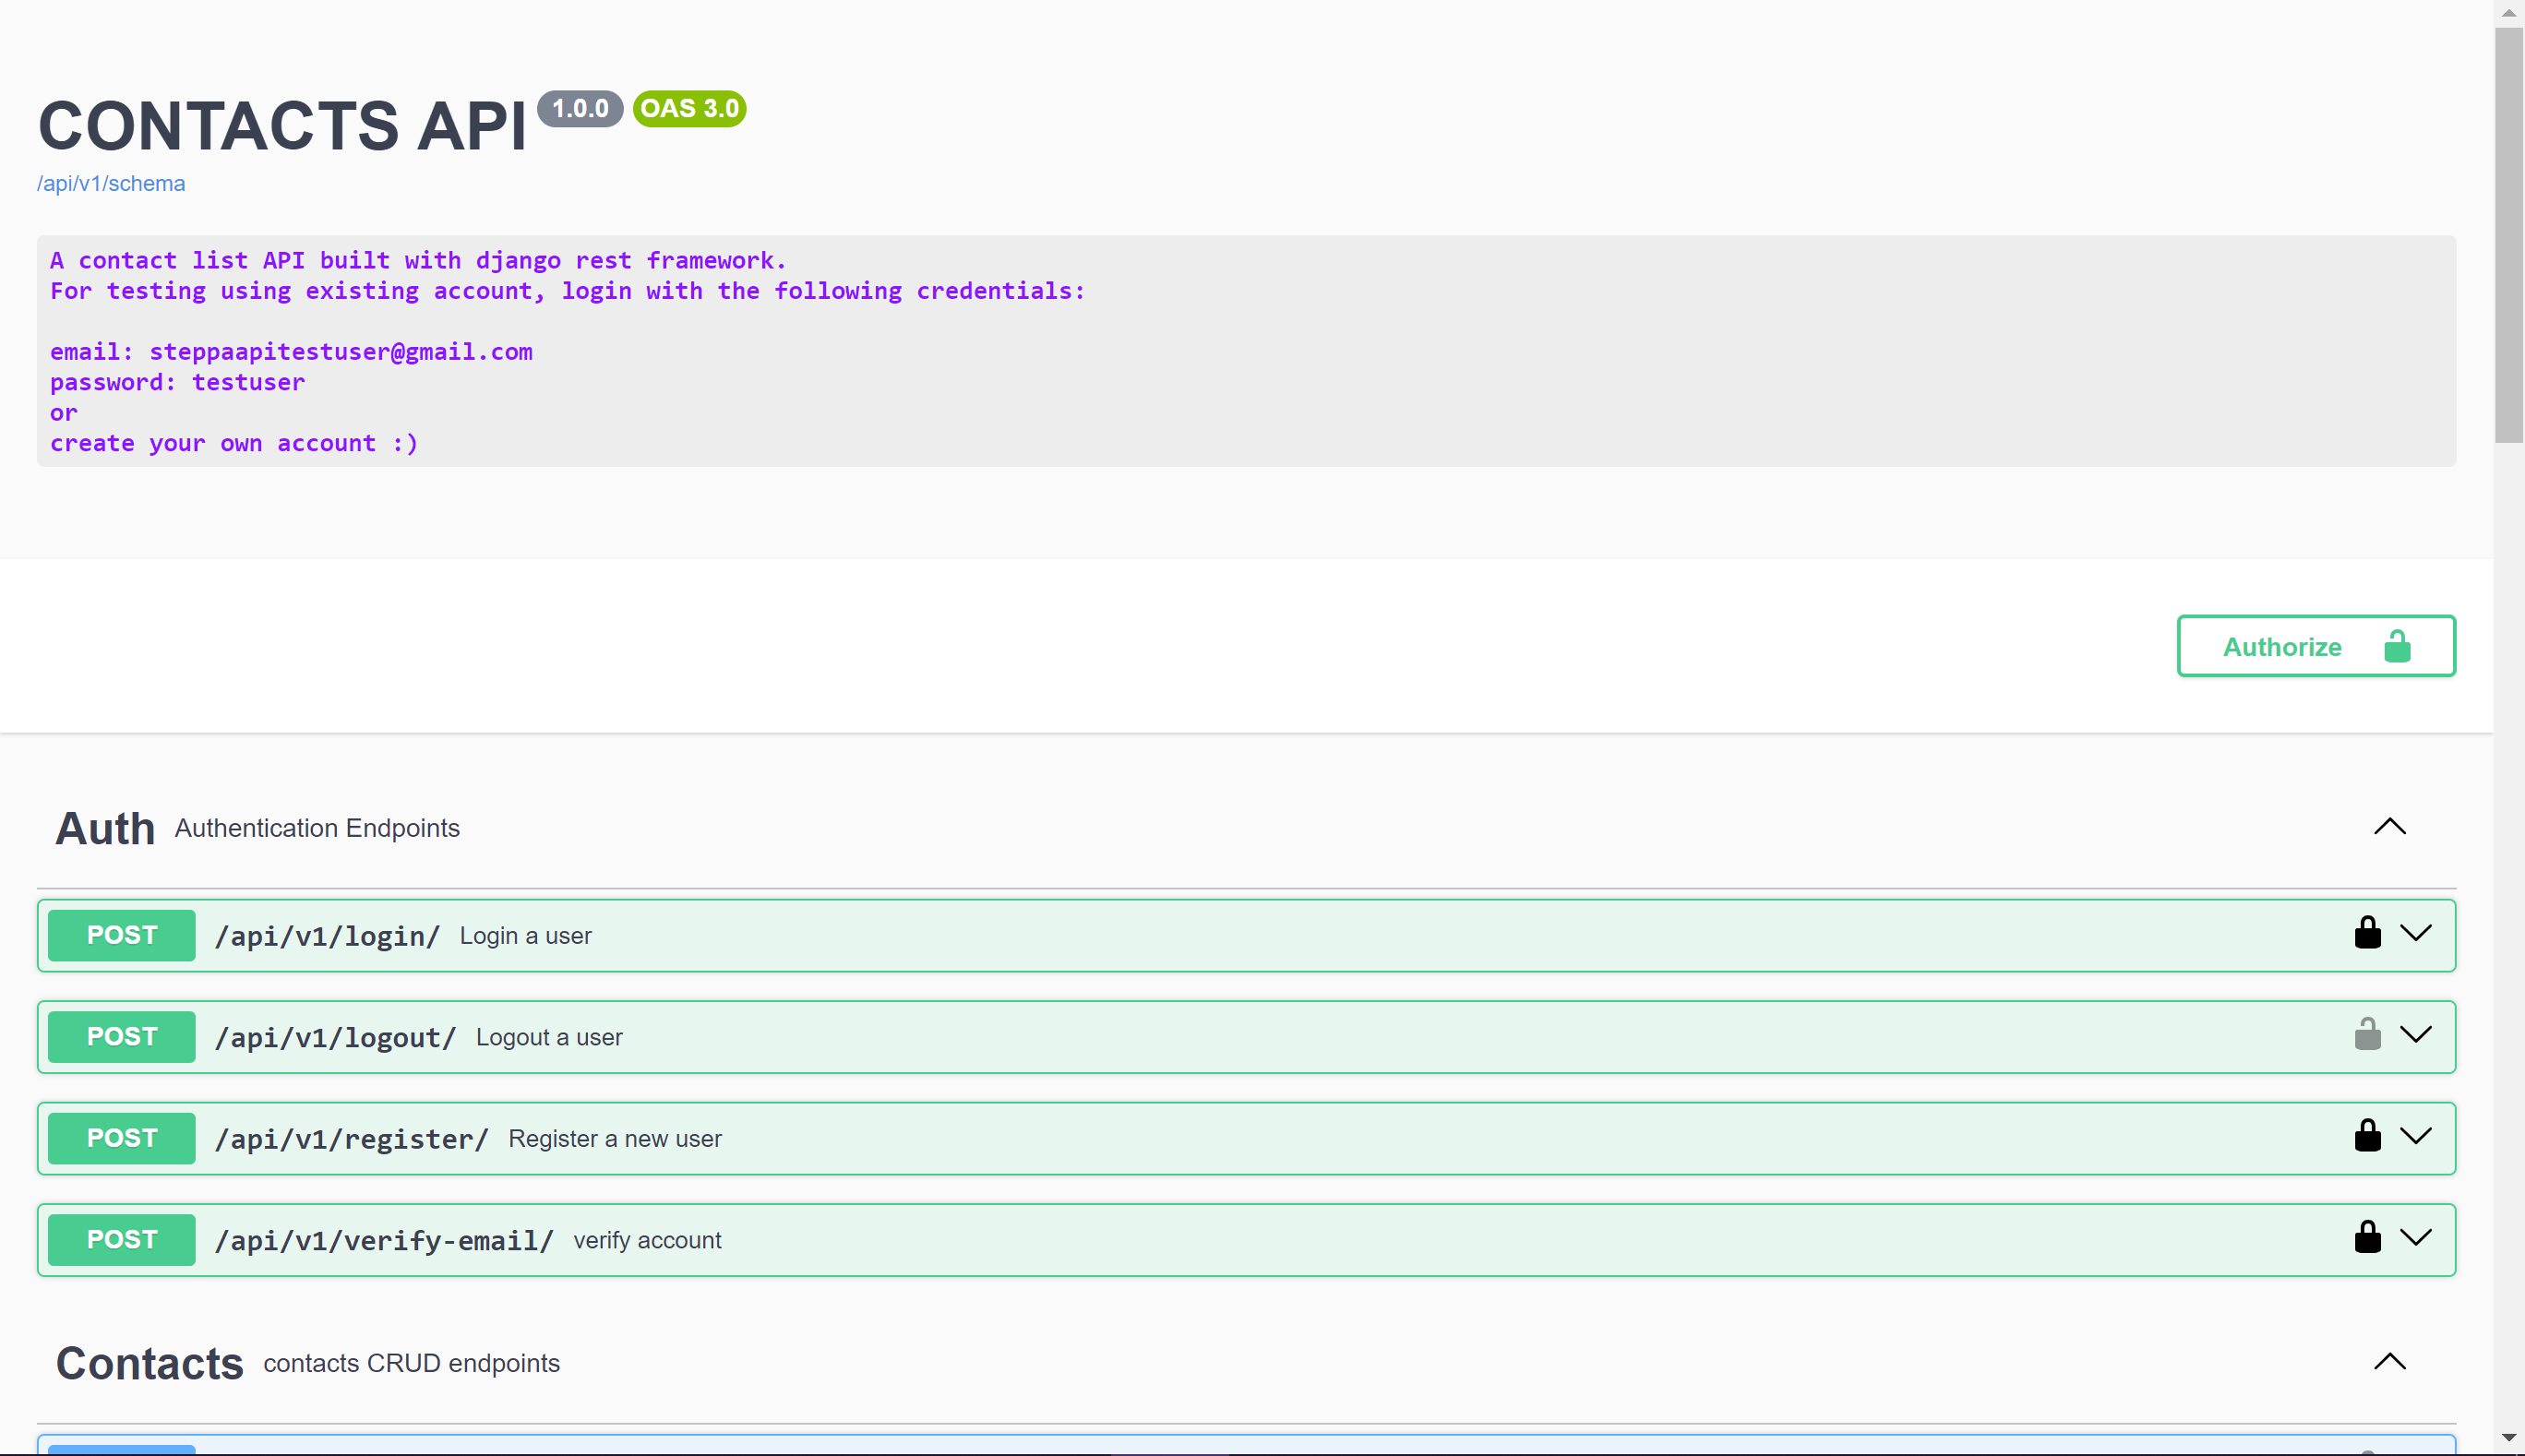 CONTACTS API 1.0.0 OAS 3.0
/api/v1/schema
A contact list API built with django rest framework.
For testing using existing account, login with the following credentials:
email: steppaapitestuser@gmail.com
password: testuser
or
create your own account :)
Authorize
Auth Authentication Endpoints
POST /api/v1/login/ Login a user
POST /api/v1/logout/ Logout a user
POST /api/v1/register/ Register a new user
POST /api/v1/verify-email/ verify account
Contacts contacts CRUD endpoints